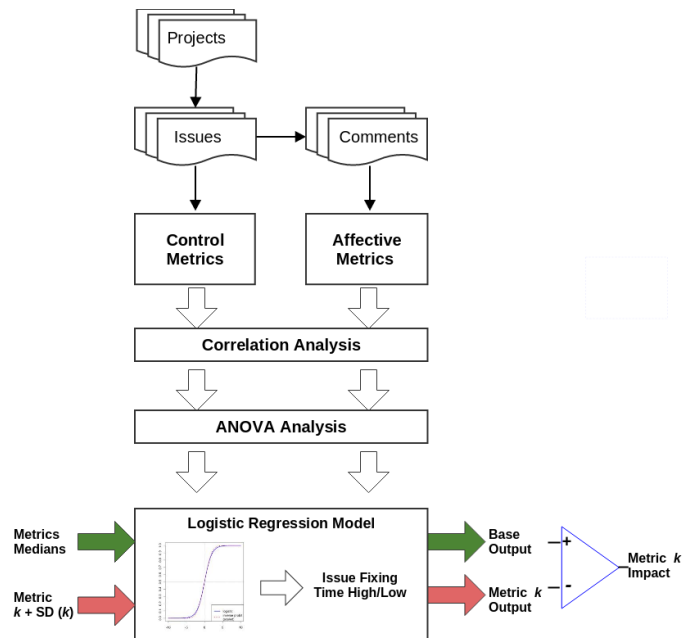 Projects
Issues
Comments
Control
Metrics
Affective
Metrics
Correlation Analysis
ANOVA Analysis
Logistic Regression Model
Metrics
Medians
Issue Fixing
Time High/Low
Metric
k + SD (k)
Base
Output
Metric k
Output
+
-
Metric k
Impact